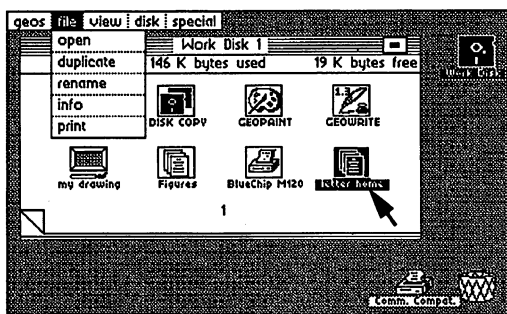 geos file view disk special
open
duplicate
rename
info
print
Work Disk 1
146 K bytes used 19 K bytes free
DISK COPY GEOPAINT GEOWRITE
1.3
my drawing Figures BlueChip M120 letter home
1
Work Disk
Comm. Compat.